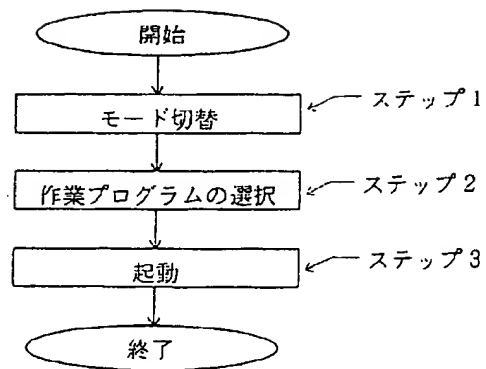 開始
モード切替
ステップ1
作業プログラムの選択
ステップ2
起動
ステップ3
終了